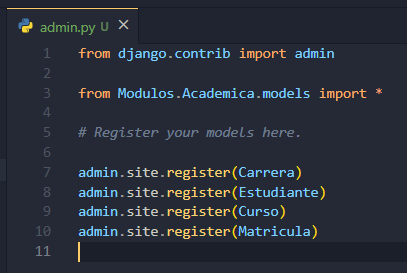 admin.py U ×
1 from django.contrib import admin
2
3 from Modulos.Academica.models import *
4
5 # Register your models here.
6
7 admin.site.register(Carrera)
8 admin.site.register(Estudiante)
9 admin.site.register(Curso)
10 admin.site.register(Matricula)
11